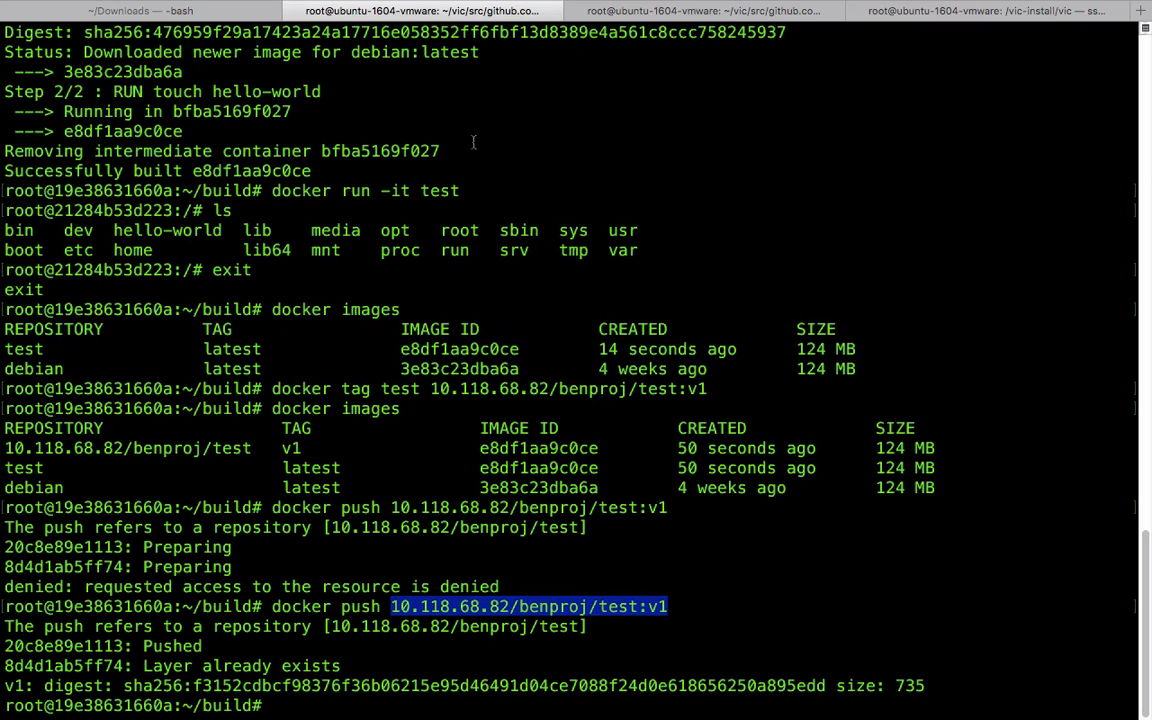 ~/Downloads — -bash
root@ubuntu-1604-vmware: ~/vic/src/github.co...
root@ubuntu-1604-vmware: ~/vic/src/github.co...
root@ubuntu-1604-vmware: /vic-install/vic — ss...
Digest: sha256:476959f29a17423a24a17716e058352ff6fbf13d8389e4a561c8ccc758245937
Status: Downloaded newer image for debian:latest
---> 3e83c23dba6a
Step 2/2 : RUN touch hello-world
---> Running in bfba5169f027
---> e8df1aa9c0ce
Removing intermediate container bfba5169f027
Successfully built e8df1aa9c0ce
root@19e38631660a:~/build# docker run -it test
root@21284b53d223:/# ls
bin dev hello-world lib media opt root sbin sys usr
boot etc home lib64 mnt proc run srv tmp var
root@21284b53d223:/# exit
exit
root@19e38631660a:~/build# docker images
REPOSITORY TAG IMAGE ID CREATED SIZE
test latest e8df1aa9c0ce 14 seconds ago 124 MB
debian latest 3e83c23dba6a 4 weeks ago 124 MB
root@19e38631660a:~/build# docker tag test 10.118.68.82/benproj/test:v1
root@19e38631660a:~/build# docker images
REPOSITORY TAG IMAGE ID CREATED SIZE
10.118.68.82/benproj/test v1 e8df1aa9c0ce 50 seconds ago 124 MB
test latest e8df1aa9c0ce 50 seconds ago 124 MB
debian latest 3e83c23dba6a 4 weeks ago 124 MB
root@19e38631660a:~/build# docker push 10.118.68.82/benproj/test:v1
The push refers to a repository [10.118.68.82/benproj/test]
20c8e89e1113: Preparing
8d4d1ab5ff74: Preparing
denied: requested access to the resource is denied
root@19e38631660a:~/build# docker push 10.118.68.82/benproj/test:v1
The push refers to a repository [10.118.68.82/benproj/test]
20c8e89e1113: Pushed
8d4d1ab5ff74: Layer already exists
v1: digest: sha256:f3152cdbcf98376f36b06215e95d46491d04ce7088f24d0e618656250a895edd size: 735
root@19e38631660a:~/build#